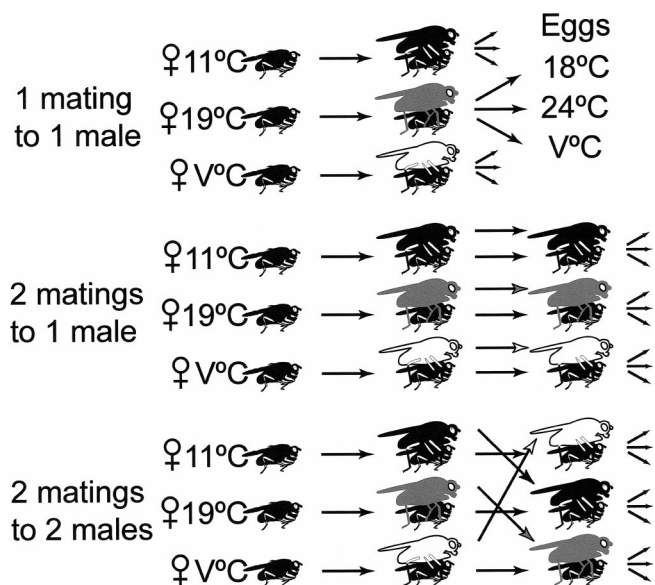 Eggs
♀11ºC
18ºC
1 mating
to 1 male
♀19ºC
24ºC
♀VºC
VºC
♀11ºC
2 matings
to 1 male
♀19ºC
♀VºC
♀11ºC
2 matings
to 2 males
♀19ºC
♀VºC